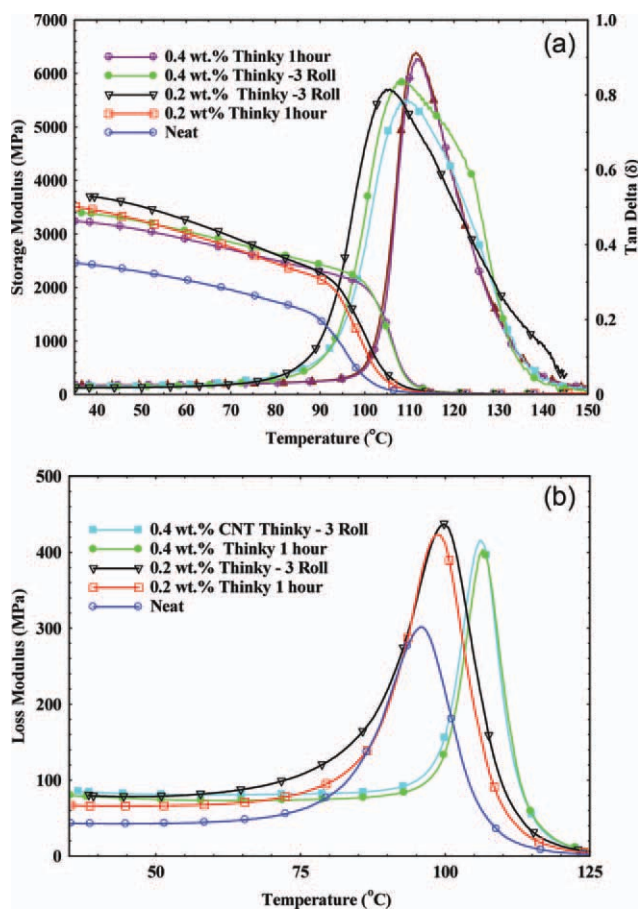 (a)
0.4 wt.% Thinky 1hour
0.4 wt.% Thinky -3 Roll
0.2 wt.% Thinky -3 Roll
0.2 wt% Thinky 1hour
Neat
Storage Modulus (MPa)
7000
6000
5000
4000
3000
2000
1000
0
Tan Delta (δ)
1.0
0.8
0.6
0.4
0.2
0
40 50 60 70 80 90 100 110 120 130 140 150
Temperature (°C)
(b)
0.4 wt.% CNT Thinky - 3 Roll
0.4 wt.% Thinky 1 hour
0.2 wt.% Thinky - 3 Roll
0.2 wt.% Thinky 1 hour
Neat
Loss Modulus (MPa)
500
400
300
200
100
0
50 75 100 125
Temperature (°C)